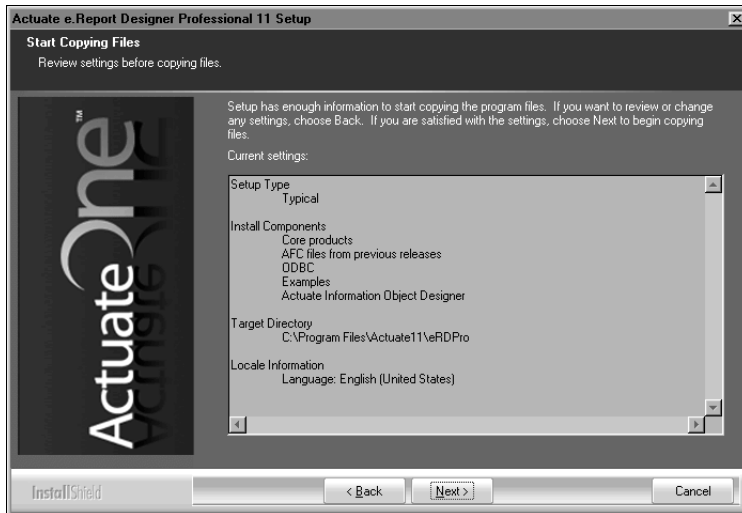 Actuate e.Report Designer Professional 11 Setup
Start Copying Files
Review settings before copying files.
ActuateOne™
Setup has enough information to start copying the program files. If you want to review or change
any settings, choose Back. If you are satisfied with the settings, choose Next to begin copying
files.
Current settings:
Setup Type
Typical
Install Components
Core products
AFC files from previous releases
ODBC
Examples
Actuate Information Object Designer
Target Directory
C:\Program Files\Actuate11\eRDPro
Locale Information
Language: English (United States)
InstallShield
< Back
Next >
Cancel